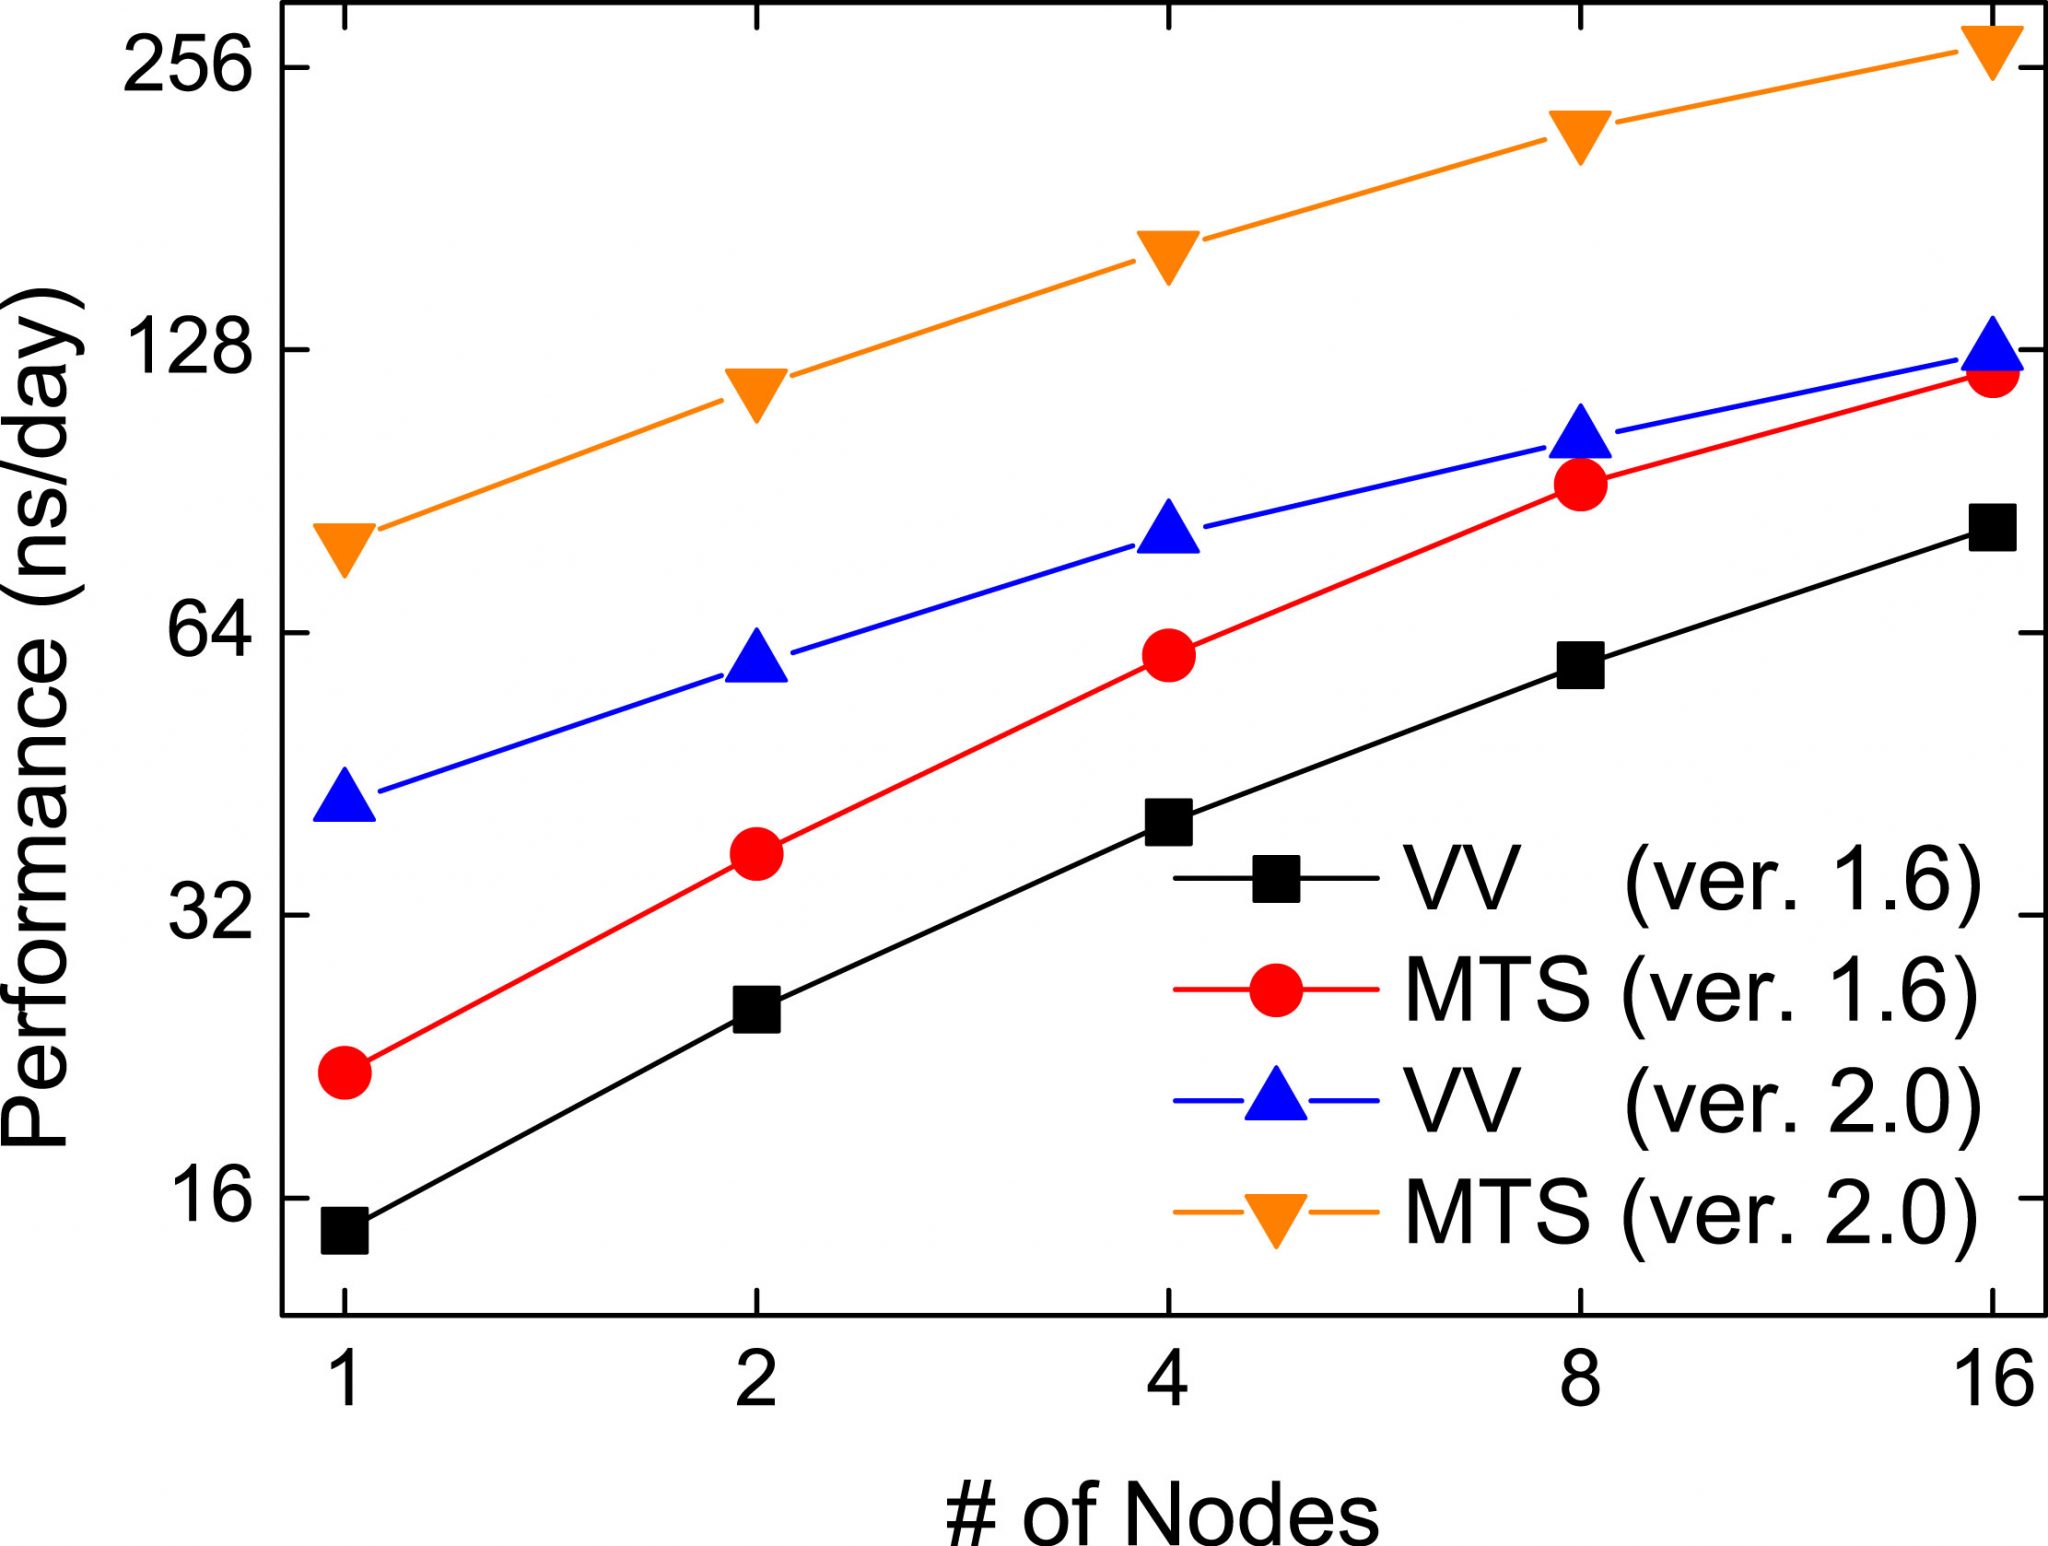 Performance (ns/day)
256
128
64
32
16
VV (ver. 1.6)
MTS (ver. 1.6)
VV (ver. 2.0)
MTS (ver. 2.0)
1 2 4 8 16
# of Nodes